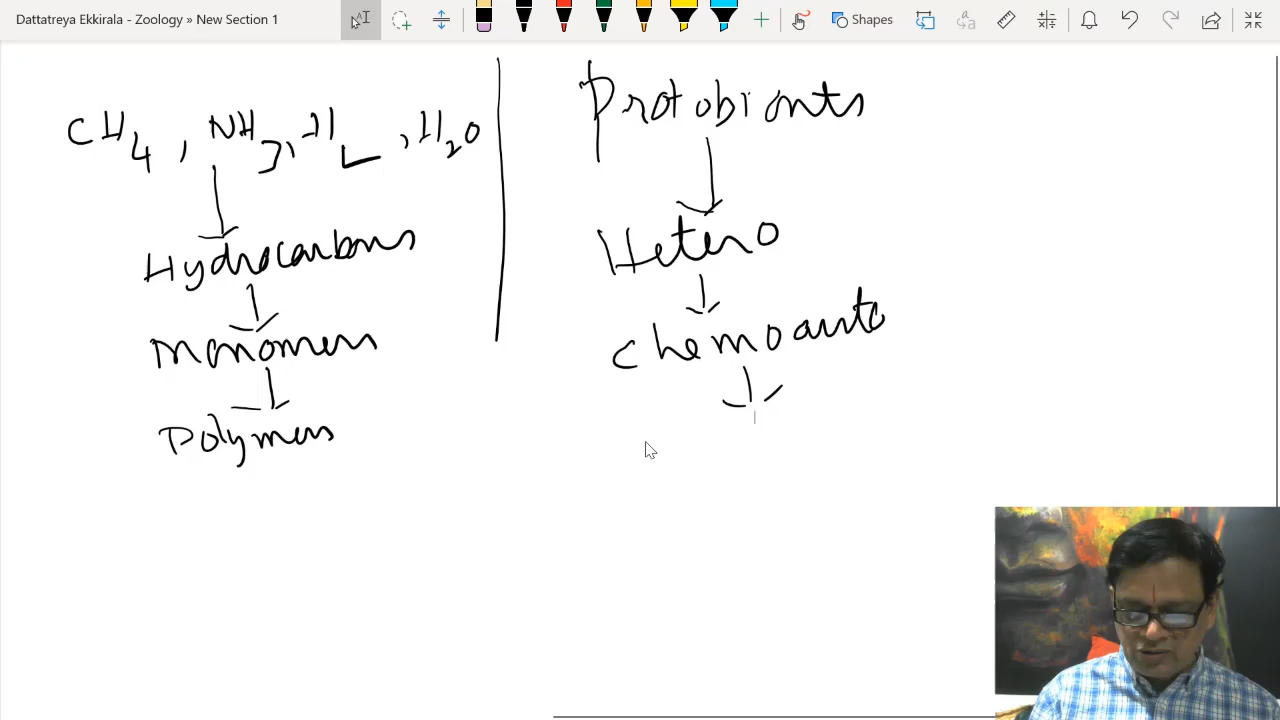 Dattatreya Ekkirala - Zoology » New Section 1
Shapes
CH4, NH3, H2, H2O
Hydrocarbons
Monomers
Polymers
Protobionts
Hetero
Chemoauto